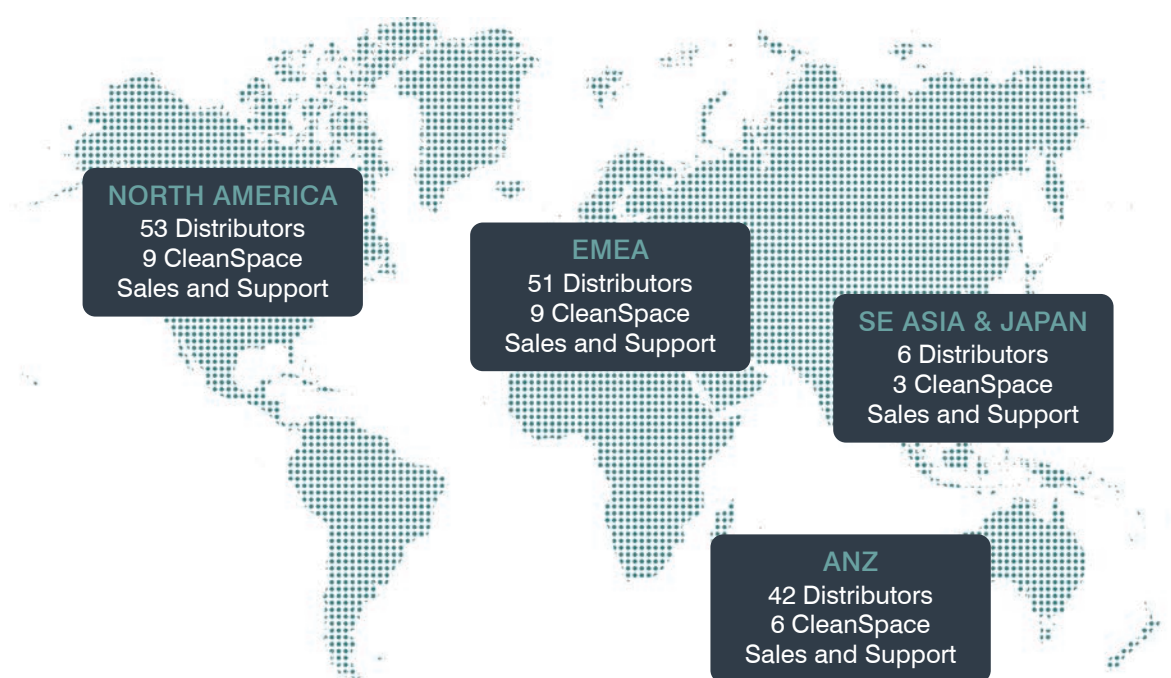 NORTH AMERICA
53 Distributors
9 CleanSpace
Sales and Support
EMEA
51 Distributors
9 CleanSpace
Sales and Support
SE ASIA & JAPAN
6 Distributors
3 CleanSpace
Sales and Support
ANZ
42 Distributors
6 CleanSpace
Sales and Support